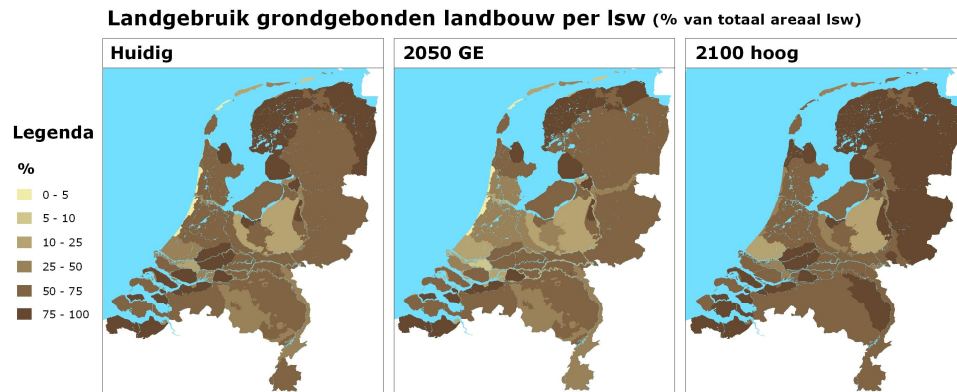 Landgebruik grondgebonden landbouw per lsw (% van totaal areaal lsw)
Huidig
2050 GE
2100 hoog
Legenda
%
0 - 5
5 - 10
10 - 25
25 - 50
50 - 75
75 - 100